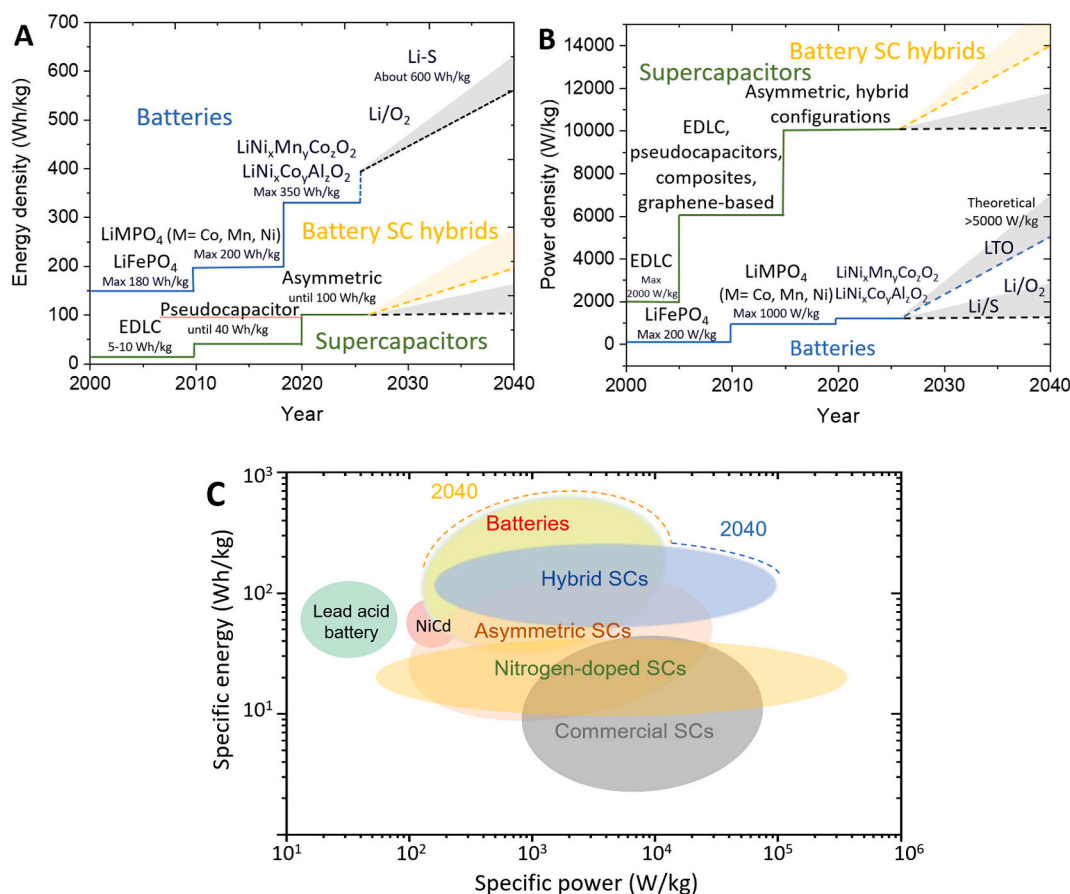 A
700
600
500
400
300
200
100
0
Energy density (Wh/kg)
Batteries
Li-S
About 600 Wh/kg
Li/O₂
LiNiₓMnᵧCo_zO₂
LiNiₓCoᵧAl_zO₂
Max 350 Wh/kg
Battery SC hybrids
LiMPO₄ (M= Co, Mn, Ni)
Max 200 Wh/kg
LiFePO₄
Max 180 Wh/kg
Asymmetric
until 100 Wh/kg
Pseudocapacitor
until 40 Wh/kg
EDLC
5-10 Wh/kg
Supercapacitors
2000
2010
2020
2030
2040
Year
B
14000
12000
10000
8000
6000
4000
2000
0
Power density (W/kg)
Battery SC hybrids
Supercapacitors
Asymmetric, hybrid
configurations
EDLC,
pseudocapacitors,
composites,
graphene-based
Theoretical
>5000 W/kg
LTO
EDLC
Max
2000 W/kg
LiMPO₄
(M= Co, Mn, Ni)
Max 1000 W/kg
LiNiₓMnᵧCo_zO₂
LiNiₓCoᵧAl_zO₂
Li/O₂
Li/S
LiFePO₄
Max 200 W/kg
Batteries
2000
2010
2020
2030
2040
Year
C
10³
10²
10¹
Specific energy (Wh/kg)
2040
Batteries
2040
Hybrid SCs
Lead acid
battery
NiCd
Asymmetric SCs
Nitrogen-doped SCs
Commercial SCs
10¹
10²
10³
10⁴
10⁵
10⁶
Specific power (W/kg)